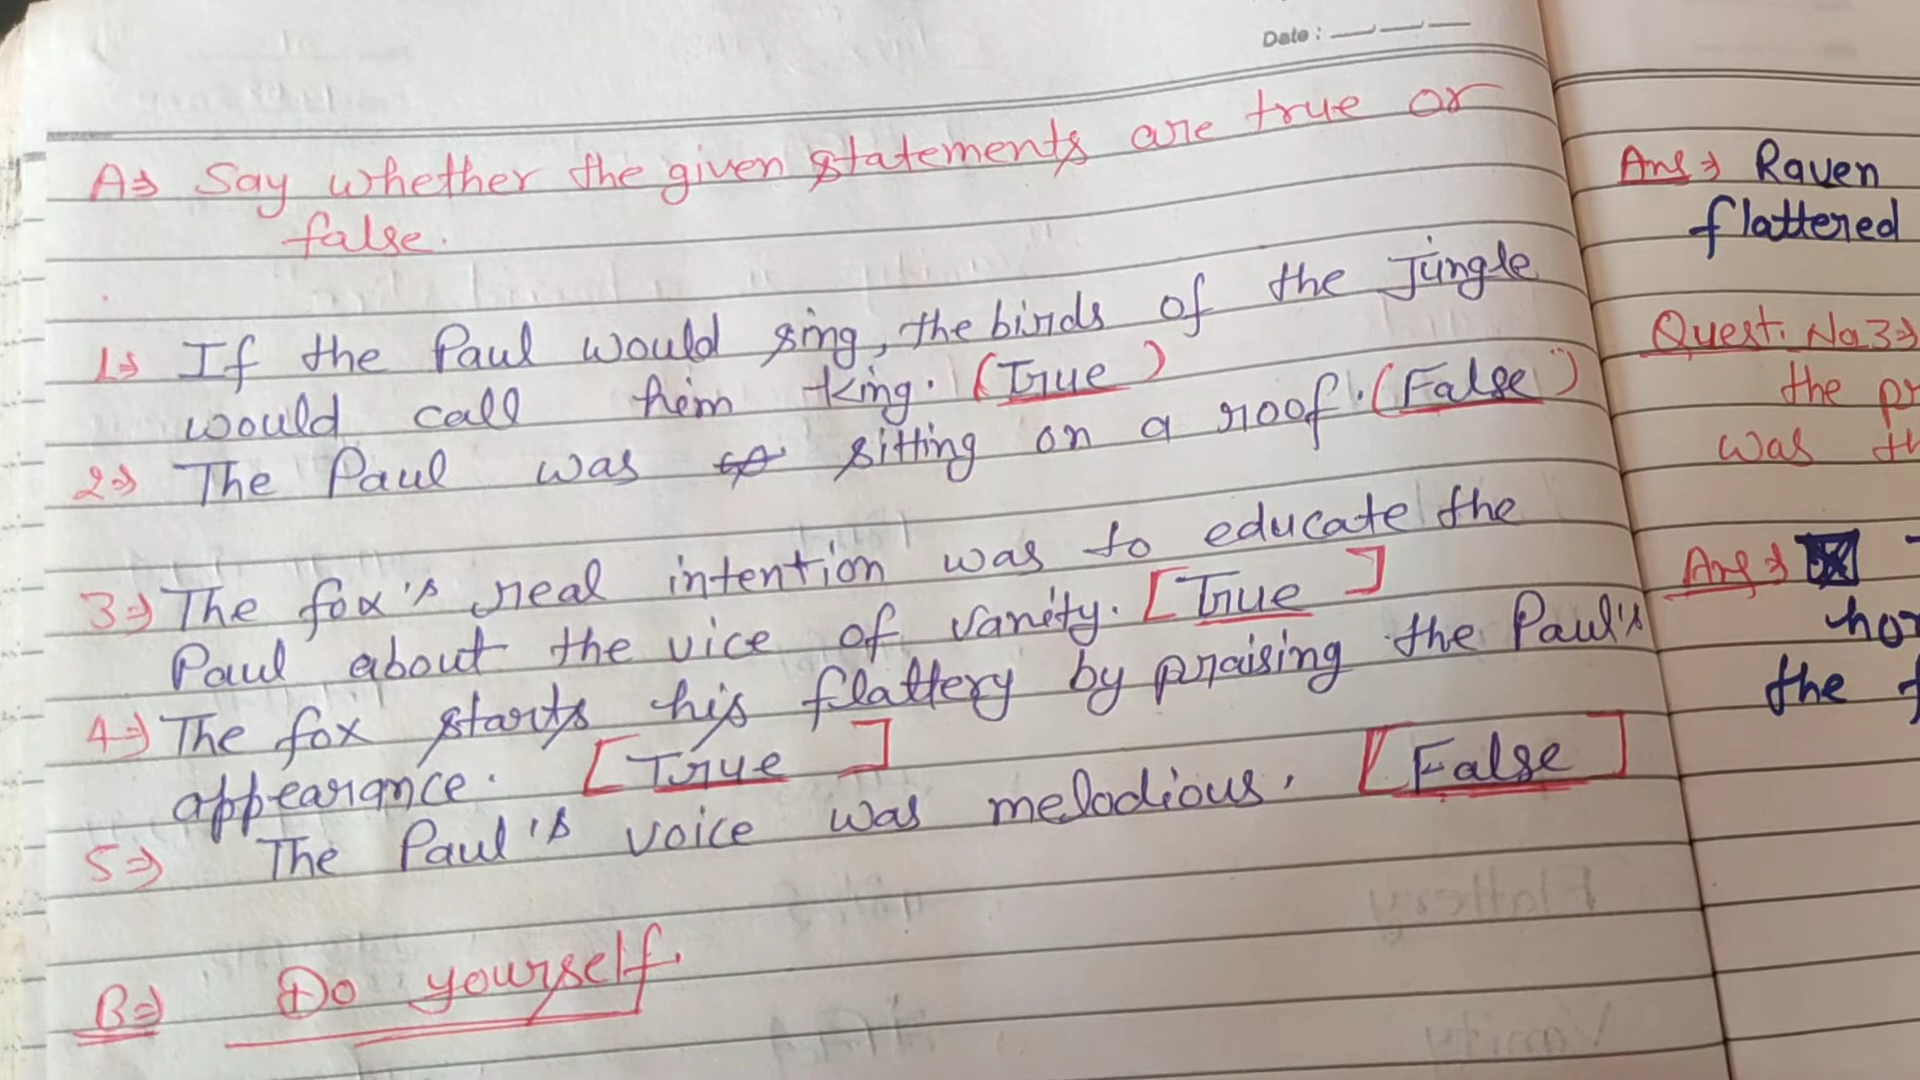 Date :
A⇒ Say whether the given statements are true or
false.
1⇒ If the Paul would sing, the birds of the Jungle
would call him king. (True)
2⇒ The Paul was sitting on a roof. (False)
3⇒ The fox's real intention was to educate the
Paul about the vice of vanity. [True]
4⇒ The fox starts his flattery by praising the Paul's
appearance. [True]
5⇒ The Paul's voice was melodious. [False]
B⇒ Do yourself.
Ans⇒ Raven
flattered
Quest. No.3⇒
the pr
was th
Ans⇒
the f